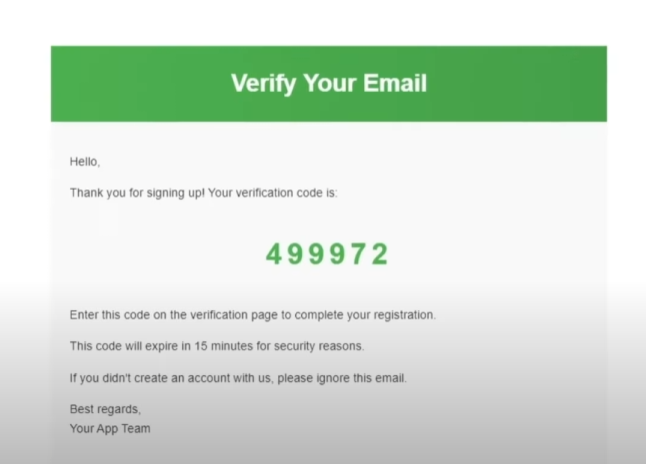 Verify Your Email
Hello,
Thank you for signing up! Your verification code is:
499972
Enter this code on the verification page to complete your registration.
This code will expire in 15 minutes for security reasons.
If you didn't create an account with us, please ignore this email.
Best regards,
Your App Team